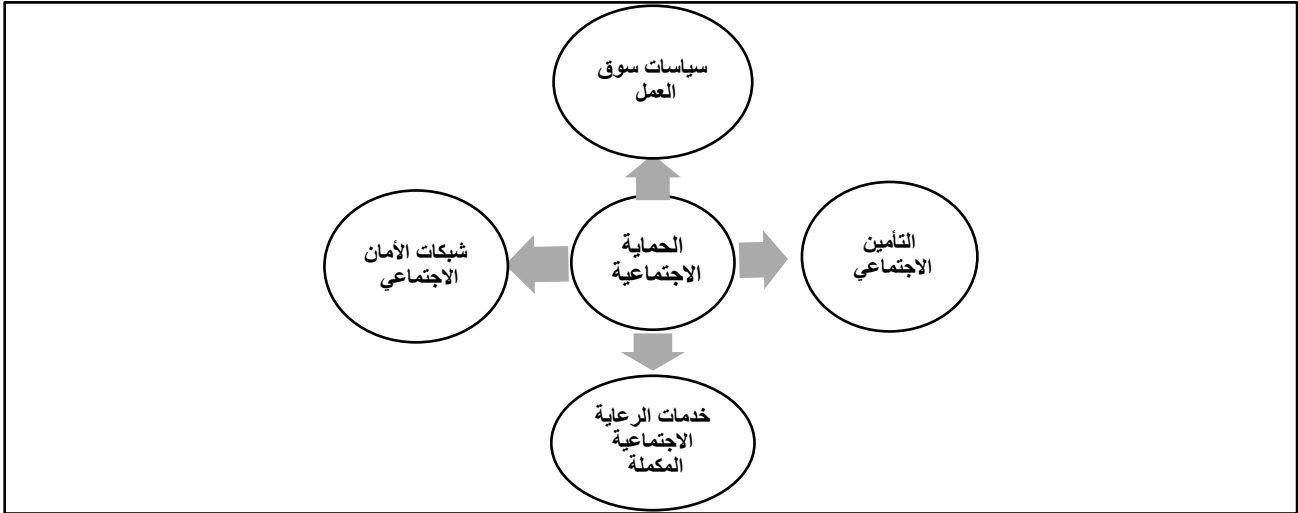 سياسات سوق
العمل
التأمين
الاجتماعي
الحماية
الاجتماعية
شبكات الأمان
الاجتماعي
خدمات الرعاية
الاجتماعية
المكملة